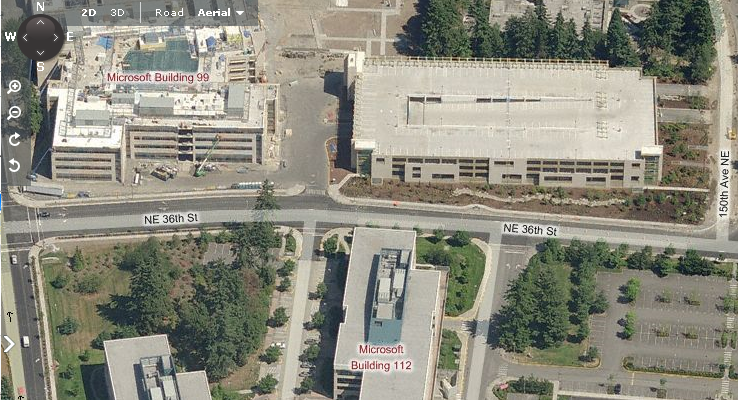 N
2D 3D Road Aerial
W E
S
Microsoft Building 99
NE 36th St
NE 36th St
150th Ave NE
Microsoft
Building 112